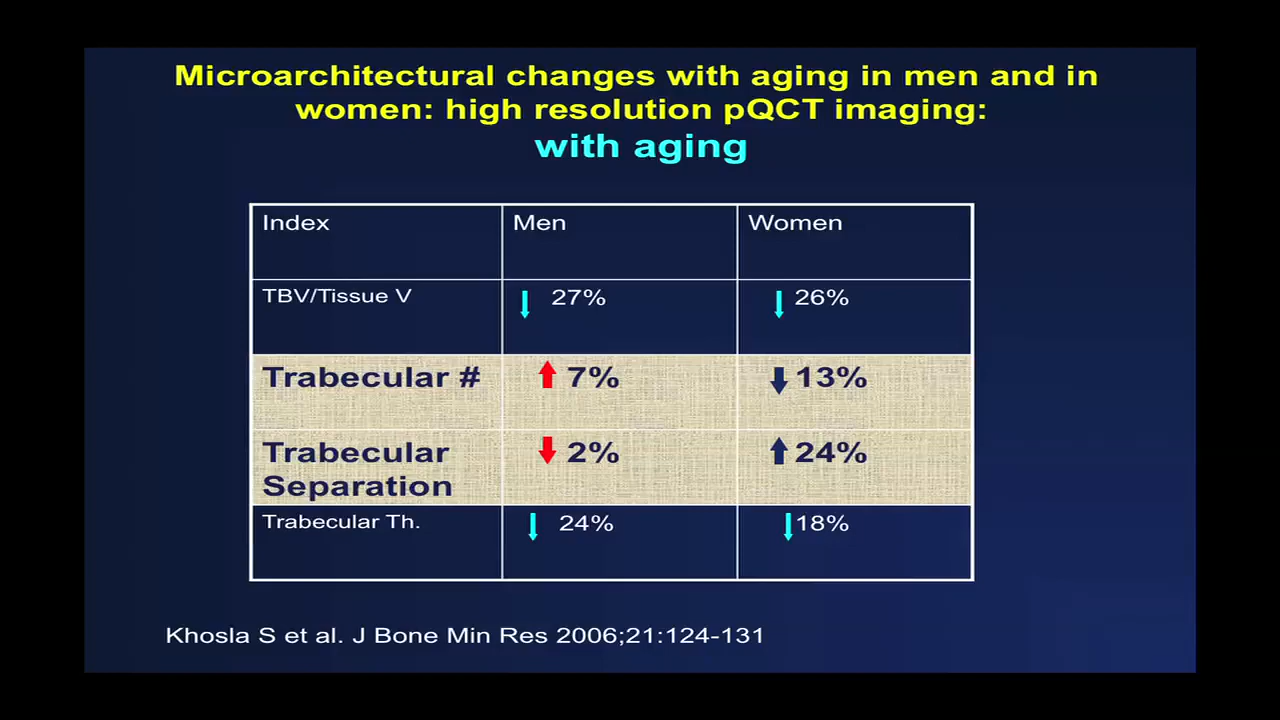 Microarchitectural changes with aging in men and in
women: high resolution pQCT imaging:
with aging
Index Men Women
TBV/Tissue V 27% 26%
Trabecular # 7% 13%
Trabecular 2% 24%
Separation
Trabecular Th. 24% 18%
Khosla S et al. J Bone Min Res 2006;21:124-131